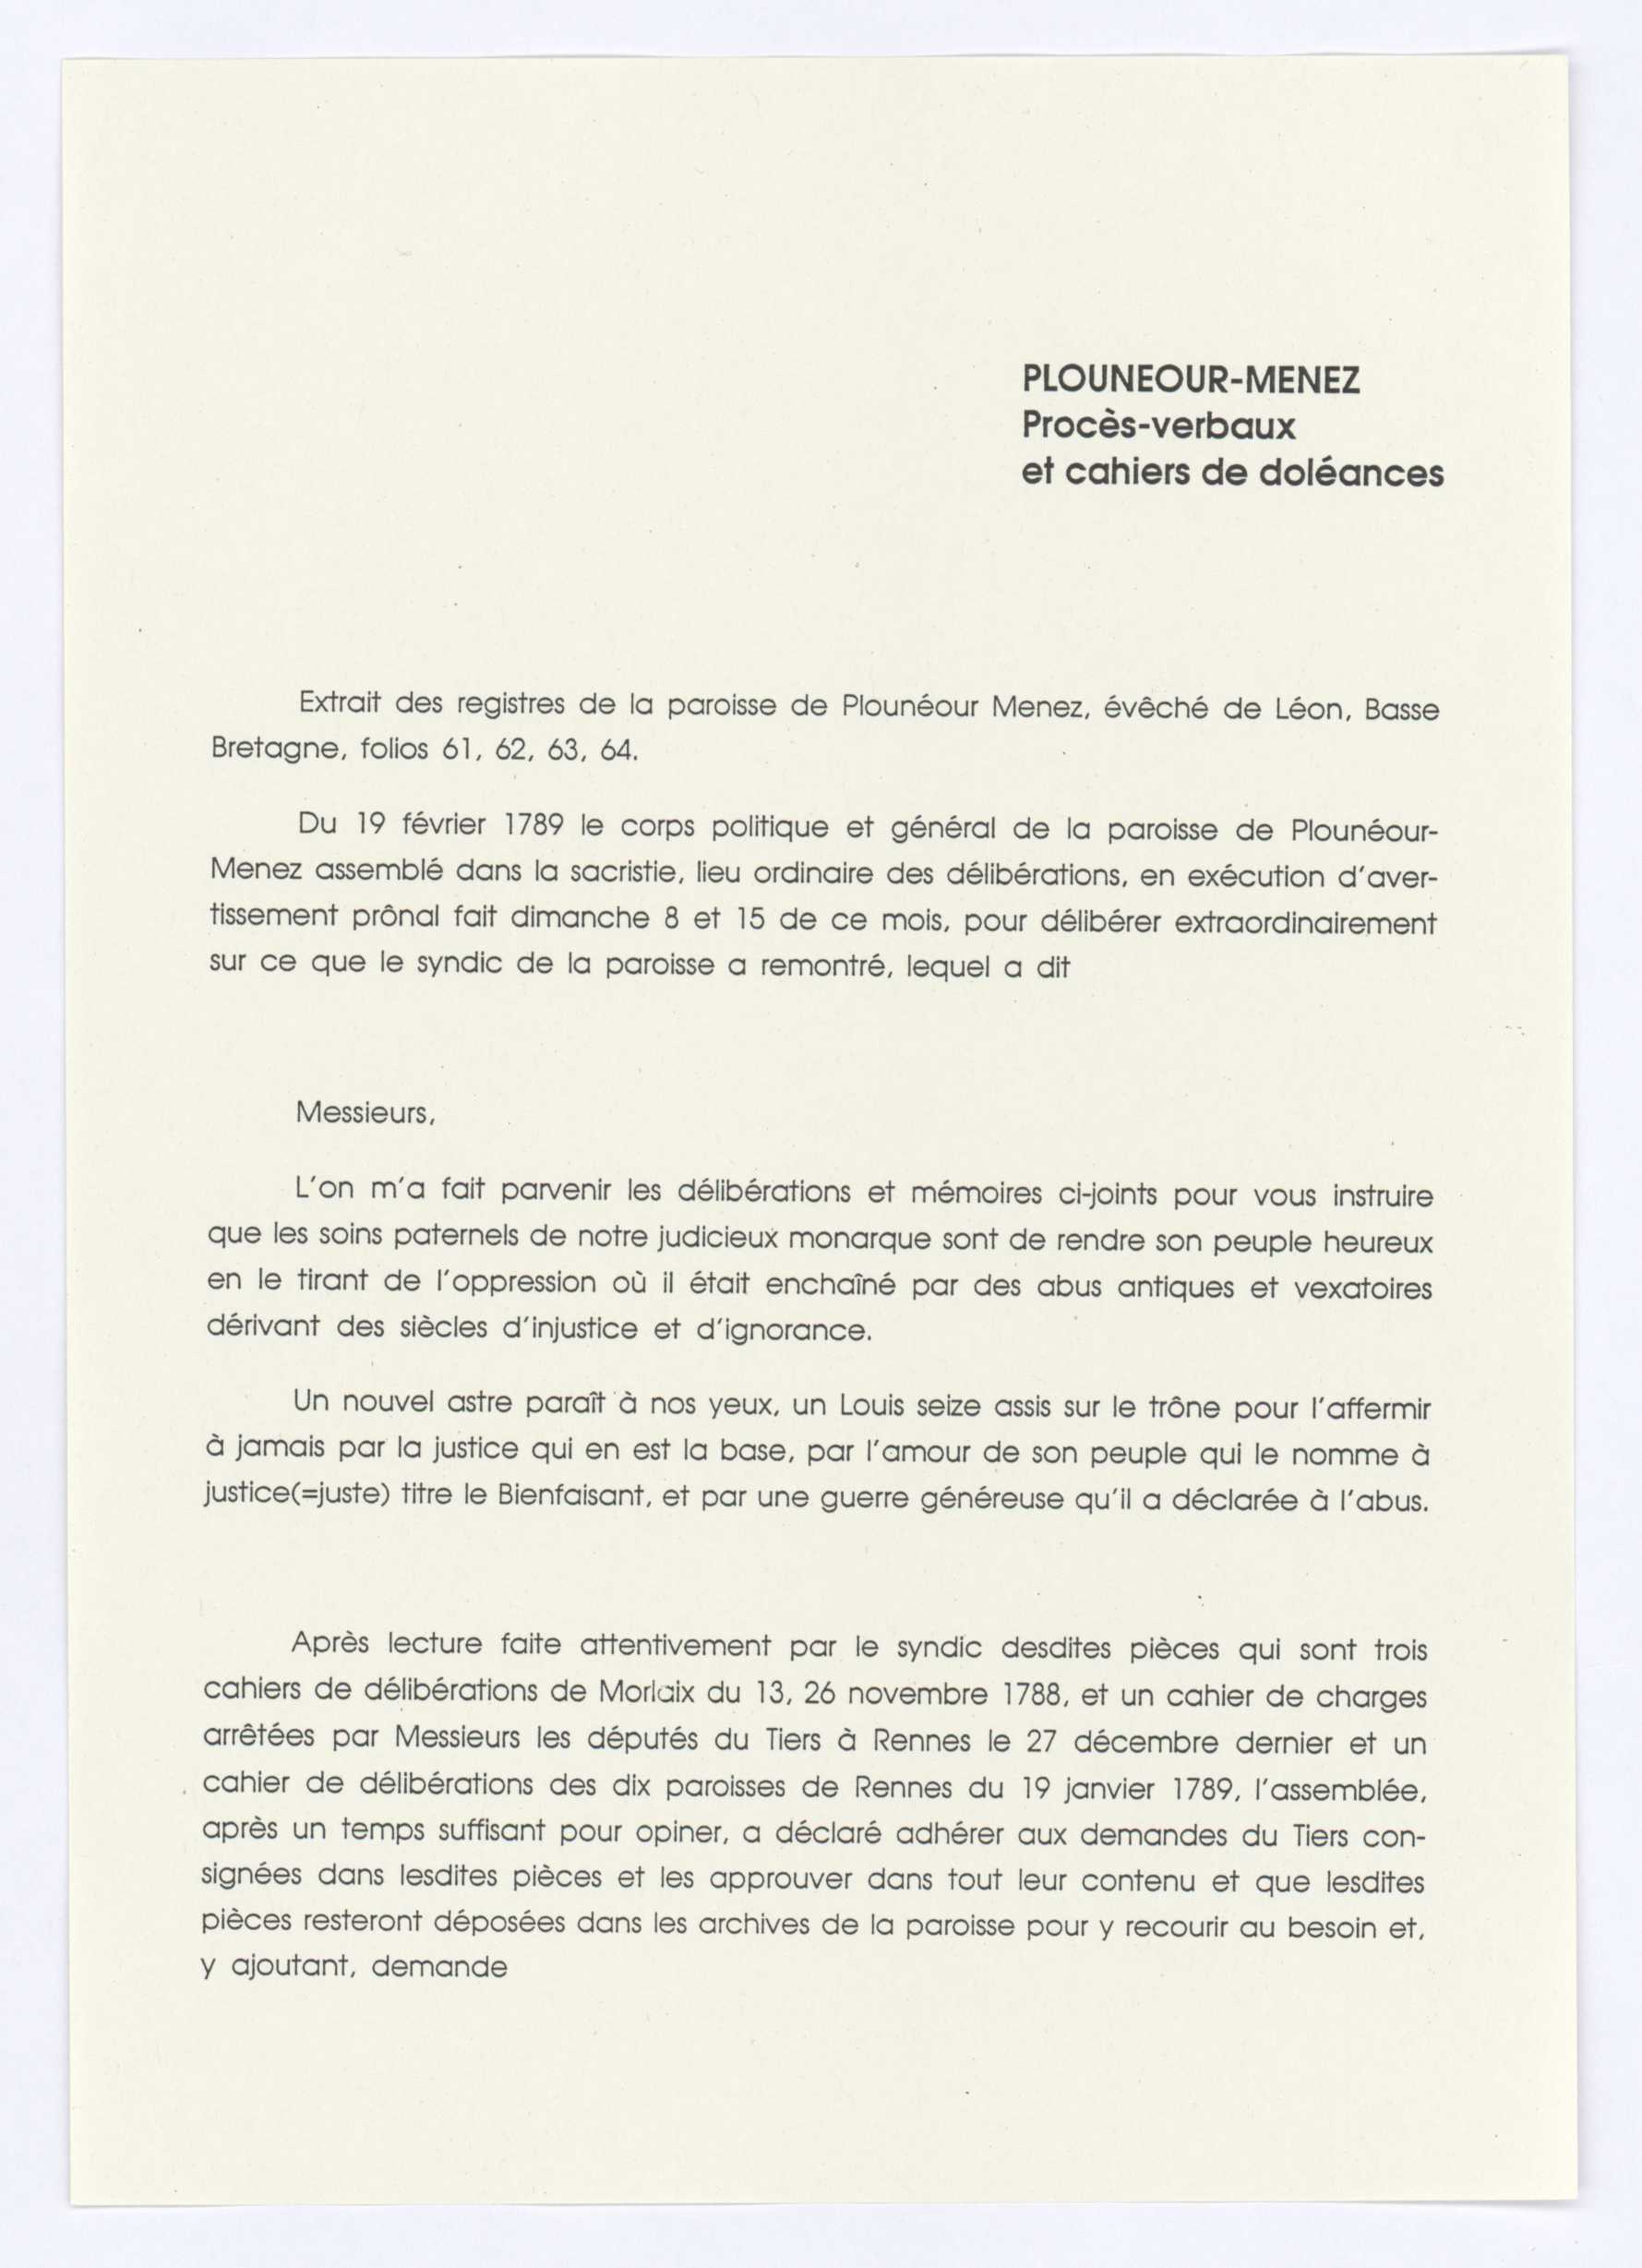 PLOUNEOUR-MENEZ
Procès-verbaux
et cahiers de doléances
Extrait des registres de la paroisse de Plounéour Menez, évêché de Léon, Basse
Bretagne, folios 61, 62, 63, 64.
Du 19 février 1789 le corps politique et général de la paroisse de Plounéour-
Menez assemblé dans la sacristie, lieu ordinaire des délibérations, en exécution d'aver-
tissement prônal fait dimanche 8 et 15 de ce mois, pour délibérer extraordinairement
sur ce que le syndic de la paroisse a remontré, lequel a dit
Messieurs,
L'on m'a fait parvenir les délibérations et mémoires ci-joints pour vous instruire
que les soins paternels de notre judicieux monarque sont de rendre son peuple heureux
en le tirant de l'oppression où il était enchaîné par des abus antiques et vexatoires
dérivant des siècles d'injustice et d'ignorance.
Un nouvel astre paraît à nos yeux, un Louis seize assis sur le trône pour l'affermir
à jamais par la justice qui en est la base, par l'amour de son peuple qui le nomme à
justice(=juste) titre le Bienfaisant, et par une guerre généreuse qu'il a déclarée à l'abus.
Après lecture faite attentivement par le syndic desdites pièces qui sont trois
cahiers de délibérations de Morlaix du 13, 26 novembre 1788, et un cahier de charges
arrêtées par Messieurs les députés du Tiers à Rennes le 27 décembre dernier et un
cahier de délibérations des dix paroisses de Rennes du 19 janvier 1789, l'assemblée,
après un temps suffisant pour opiner, a déclaré adhérer aux demandes du Tiers con-
signées dans lesdites pièces et les approuver dans tout leur contenu et que lesdites
pièces resteront déposées dans les archives de la paroisse pour y recourir au besoin et,
y ajoutant, demande